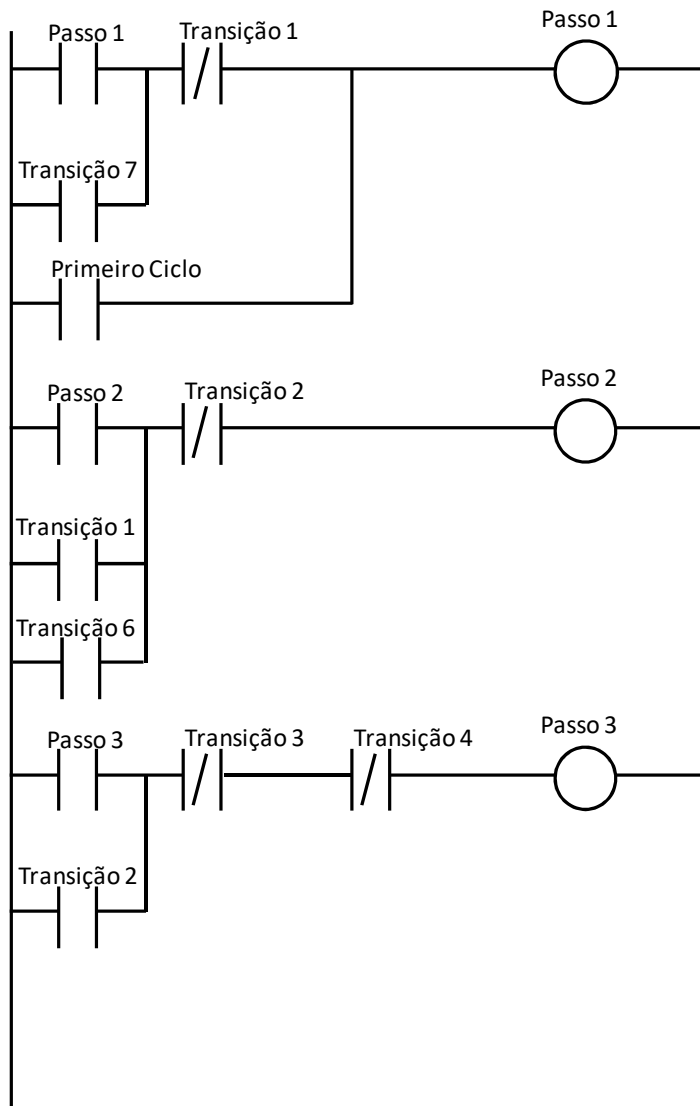 Passo 1
Transição 1
Passo 1
Transição 7
Primeiro Ciclo
Passo 2
Transição 2
Passo 2
Transição 1
Transição 6
Passo 3
Transição 3
Transição 4
Passo 3
Transição 2